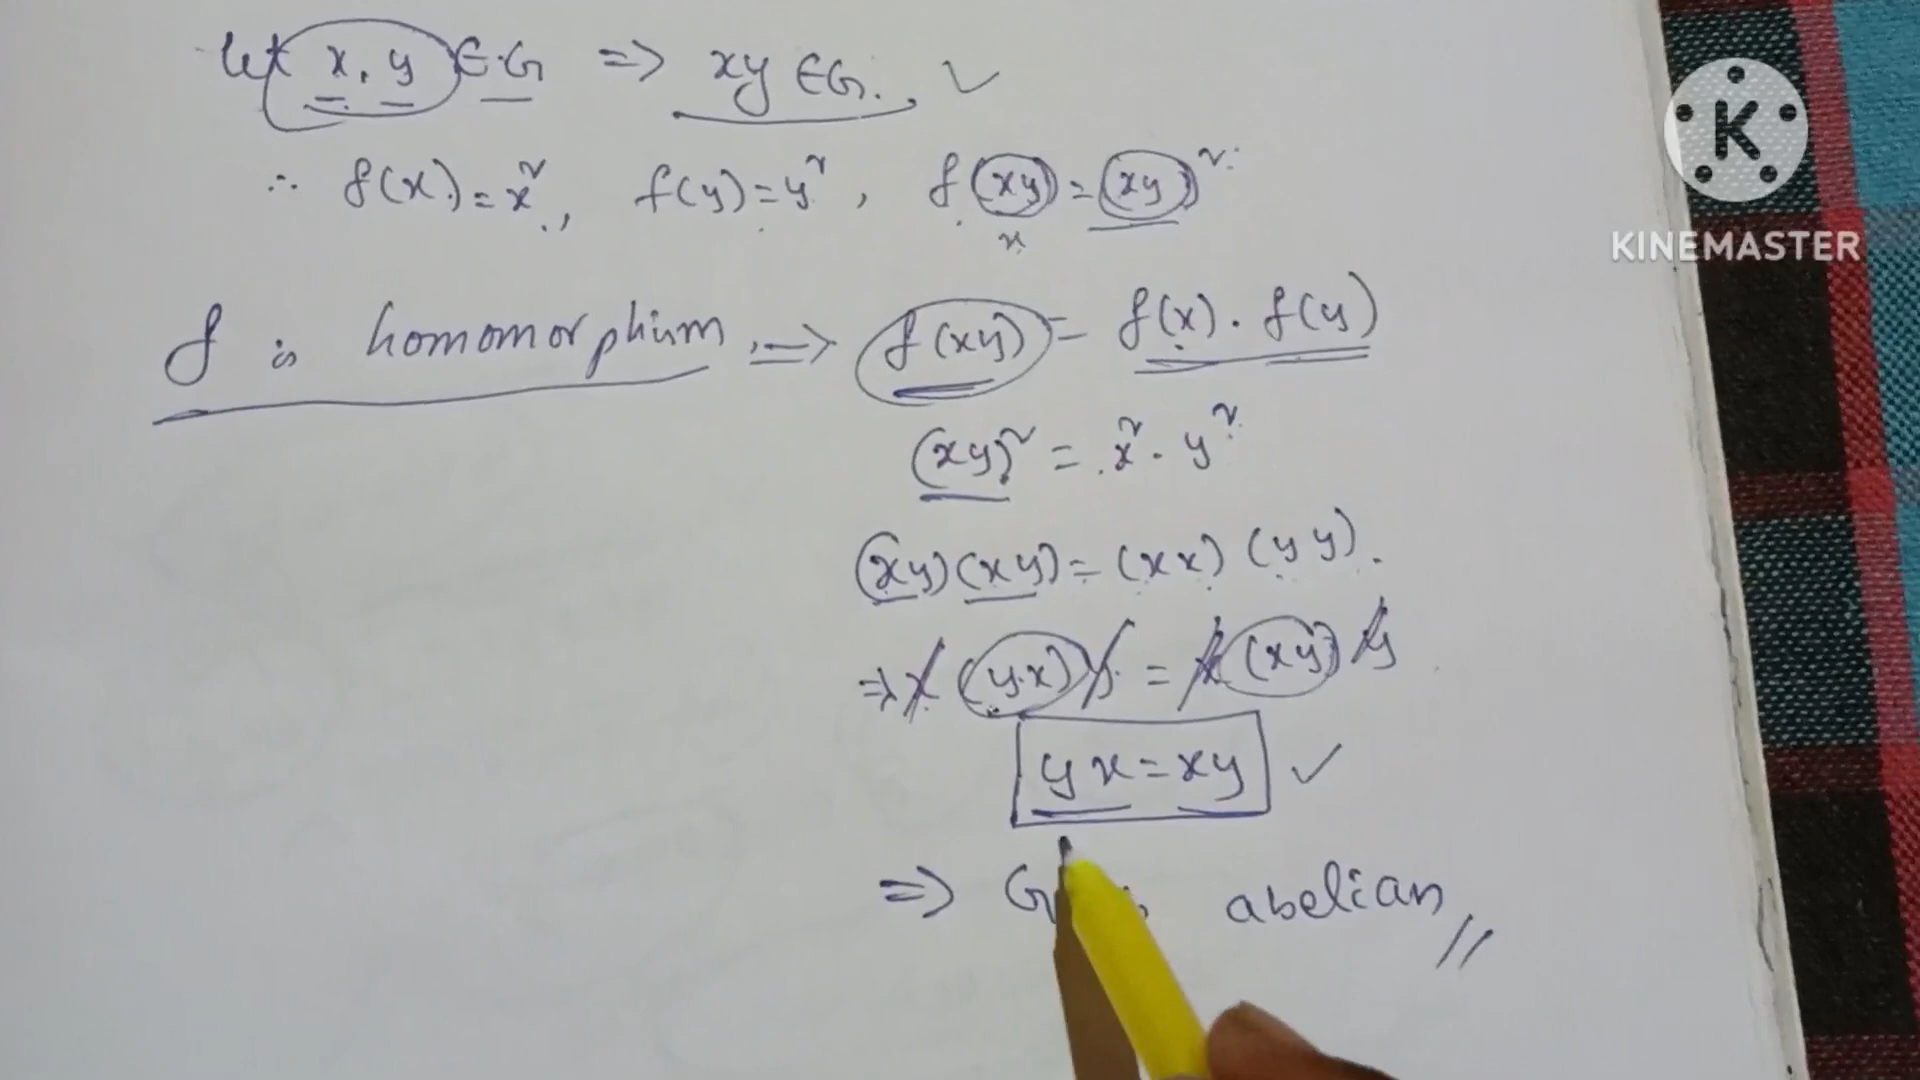 let x, y ∈ G => xy ∈ G. ✓
∴ f(x) = x², f(y) = y², f(xy) = (xy)²
x
f is homomorphism => f(xy) = f(x) · f(y)
(xy)² = x² · y²
(xy)(xy) = (xx)(yy).
=> x (y·x) y = x (xy) y
yx = xy ✓
=> G abelian //
K
KINEMASTER